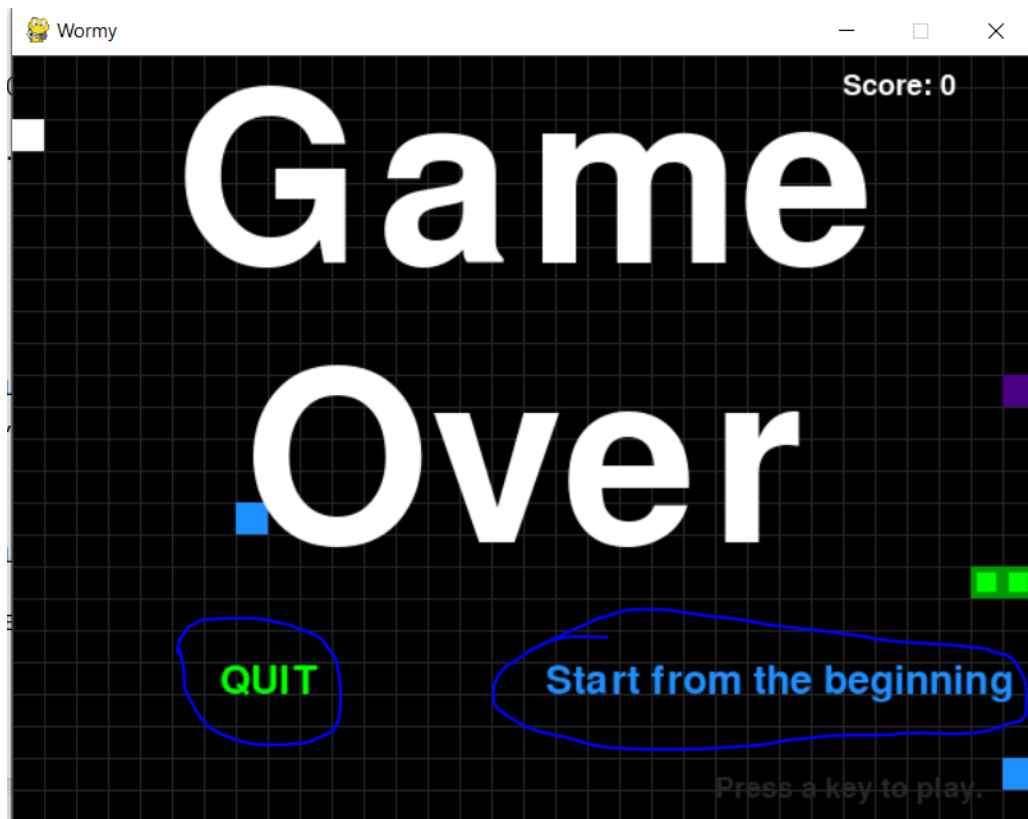 Wormy
Score: 0
Game
Over
QUIT
Start from the beginning
Press a key to play.